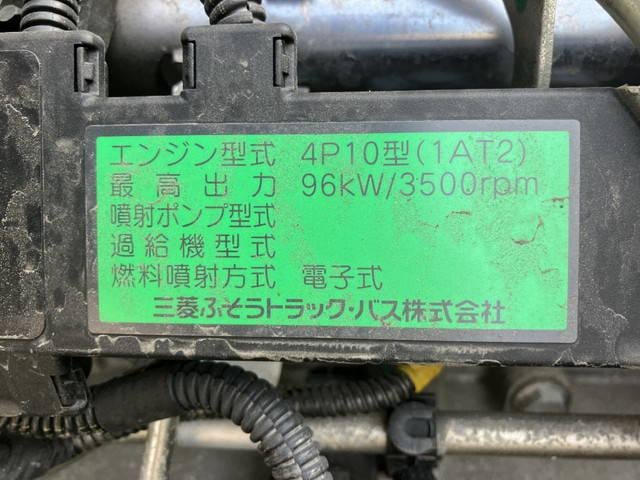 エンジン型式 4P10型(1AT2)
最高出力 96kW/3500rpm
噴射ポンプ型式
過給機型式
燃料噴射方式 電子式
三菱ふそうトラック・バス株式会社